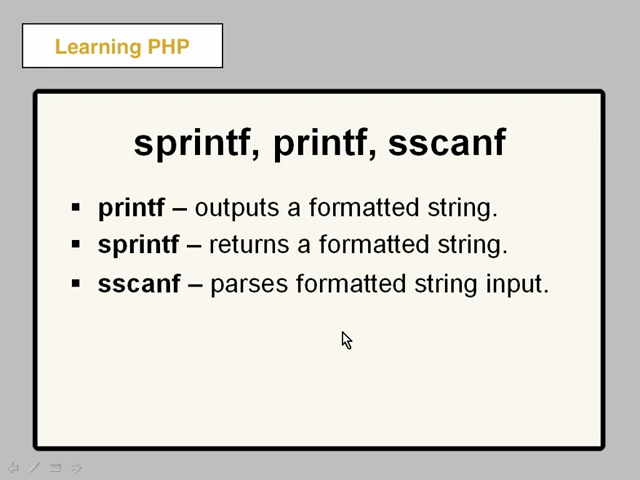 Learning PHP
sprintf, printf, sscanf
▪ printf – outputs a formatted string.
▪ sprintf – returns a formatted string.
▪ sscanf – parses formatted string input.